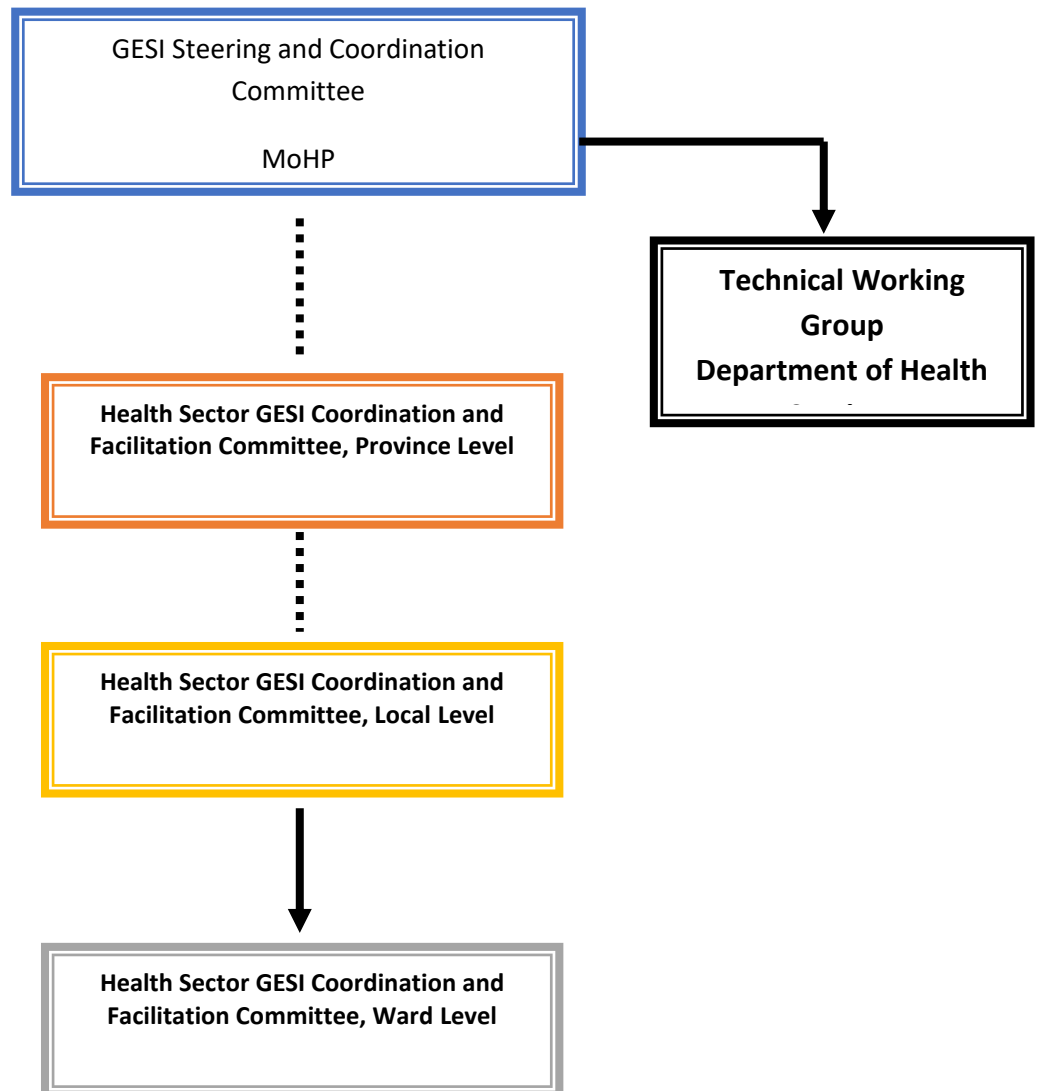 GESI Steering and Coordination
Committee
MoHP
Technical Working
Group
Department of Health
Health Sector GESI Coordination and
Facilitation Committee, Province Level
Health Sector GESI Coordination and
Facilitation Committee, Local Level
Health Sector GESI Coordination and
Facilitation Committee, Ward Level